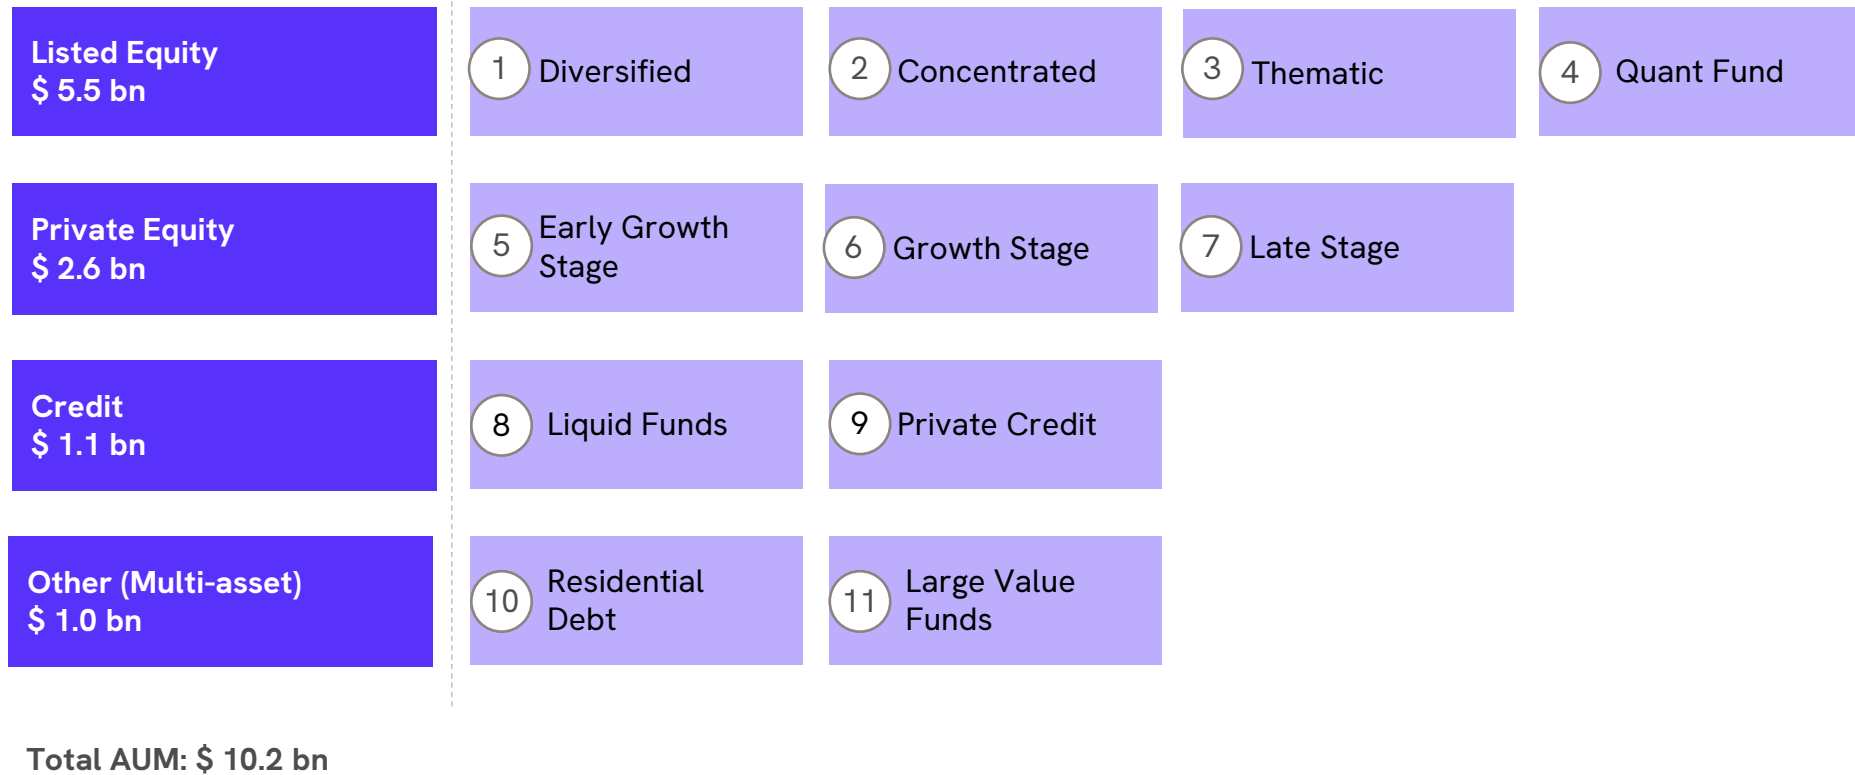 Listed Equity
$ 5.5 bn
1 Diversified
2 Concentrated
3 Thematic
4 Quant Fund
Private Equity
$ 2.6 bn
5 Early Growth
Stage
6 Growth Stage
7 Late Stage
Credit
$ 1.1 bn
8 Liquid Funds
9 Private Credit
Other (Multi-asset)
$ 1.0 bn
10 Residential
Debt
11 Large Value
Funds
Total AUM: $ 10.2 bn